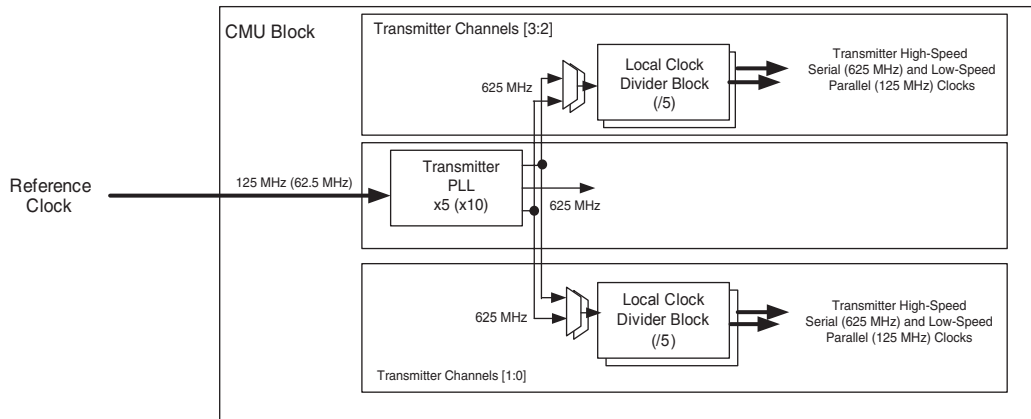 CMU Block
Transmitter Channels [3:2]
625 MHz
Local Clock
Divider Block
(/5)
Transmitter High-Speed
Serial (625 MHz) and Low-Speed
Parallel (125 MHz) Clocks
Reference
Clock
125 MHz (62.5 MHz)
Transmitter
PLL
x5 (x10)
625 MHz
625 MHz
Local Clock
Divider Block
(/5)
Transmitter High-Speed
Serial (625 MHz) and Low-Speed
Parallel (125 MHz) Clocks
Transmitter Channels [1:0]